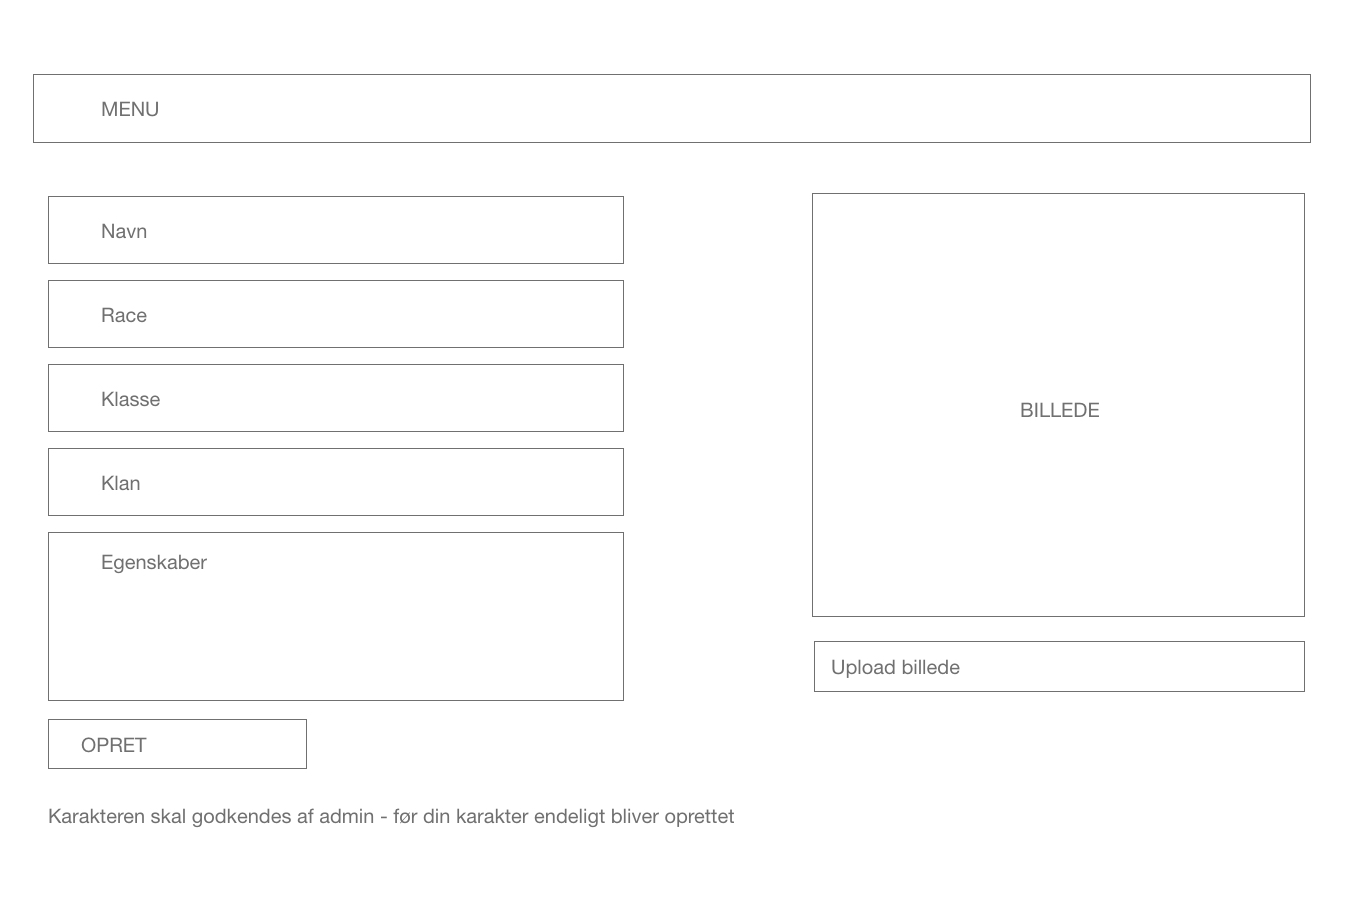 MENU
Navn
Race
Klasse
Klan
Egenskaber
OPRET
Karakteren skal godkendes af admin - før din karakter endeligt bliver oprettet
BILLEDE
Upload billede